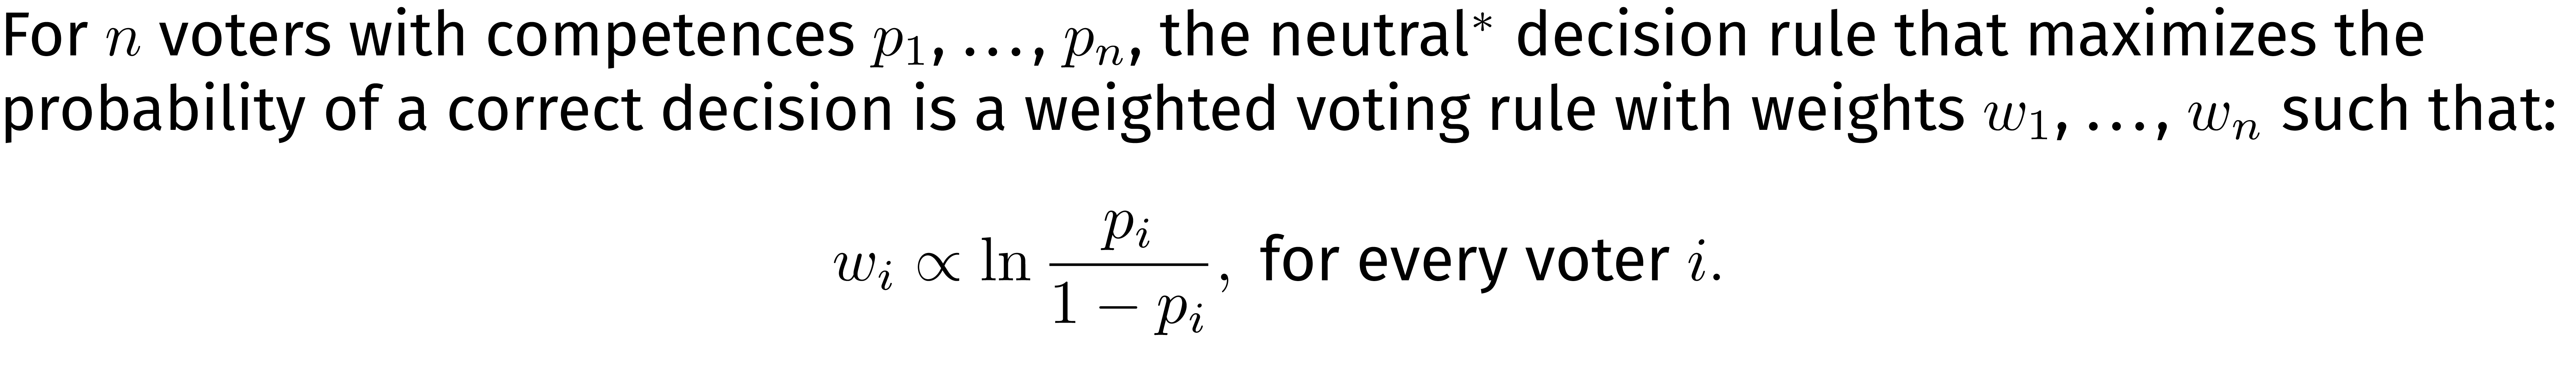 For n voters with competences p₁, ..., pₙ, the neutral* decision rule that maximizes the
probability of a correct decision is a weighted voting rule with weights w₁, ..., wₙ such that:
wᵢ ∝ ln pᵢ / (1 − pᵢ), for every voter i.